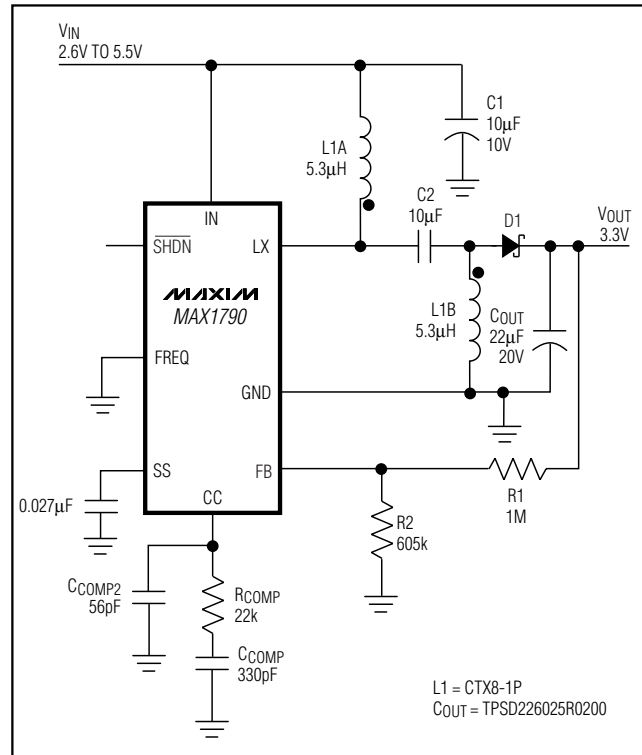 VIN
2.6V TO 5.5V
C1
10μF
10V
L1A
5.3μH
C2
10μF
D1
VOUT
3.3V
IN
SHDN
LX
MAXIM
MAX1790
L1B
5.3μH
COUT
22μF
20V
FREQ
GND
SS
FB
0.027μF
CC
R1
1M
R2
605k
CCOMP2
56pF
RCOMP
22k
CCOMP
330pF
L1 = CTX8-1P
COUT = TPSD226025R0200